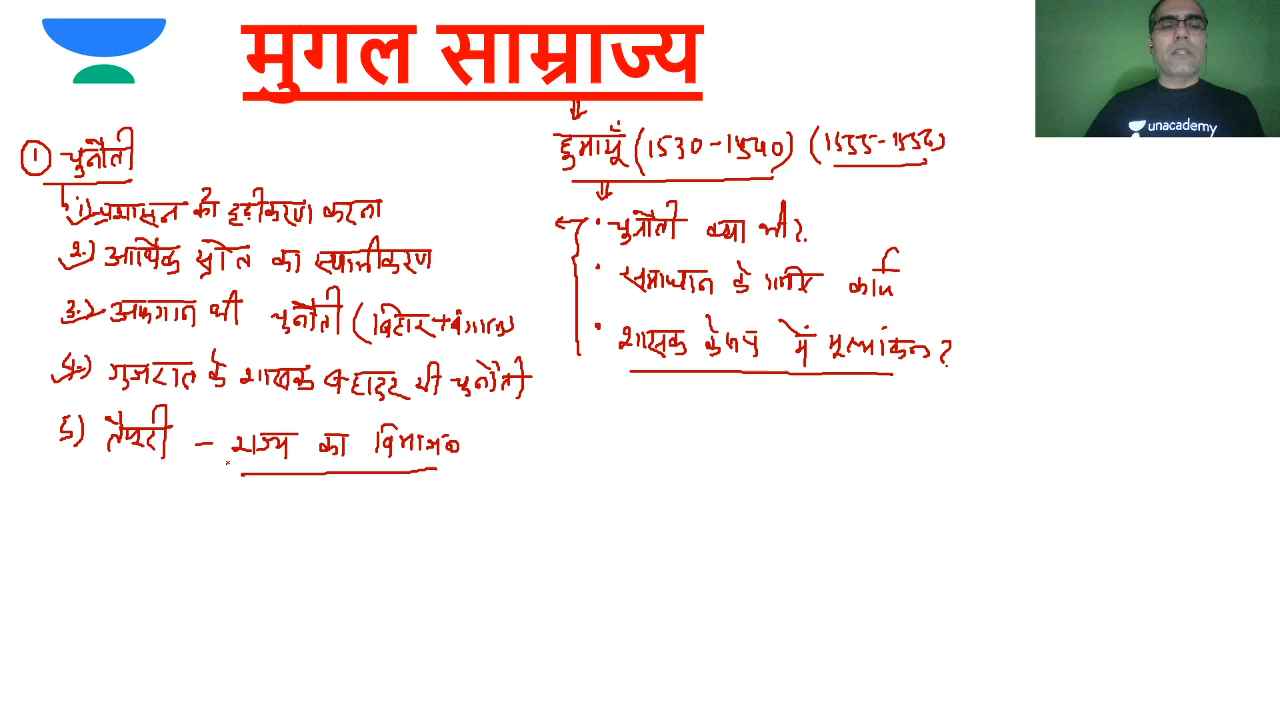 मुगल साम्राज्य
unacademy
हुमायूँ (1530-1540) (1555-1556)
• चुनौती क्या थी?
• समाधान के कार्य
• शासक के रूप में मूल्यांकन?
① चुनौती
1) प्रशासन का दृढ़ीकरण करना
2.) आर्थिक स्रोत का स्थायीकरण
3.) अफगान की चुनौती (बिहार+बंगाल)
4.) गुजरात के शासक बहादुर की चुनौती
5) तैमूरी - राज्य का विभाजन